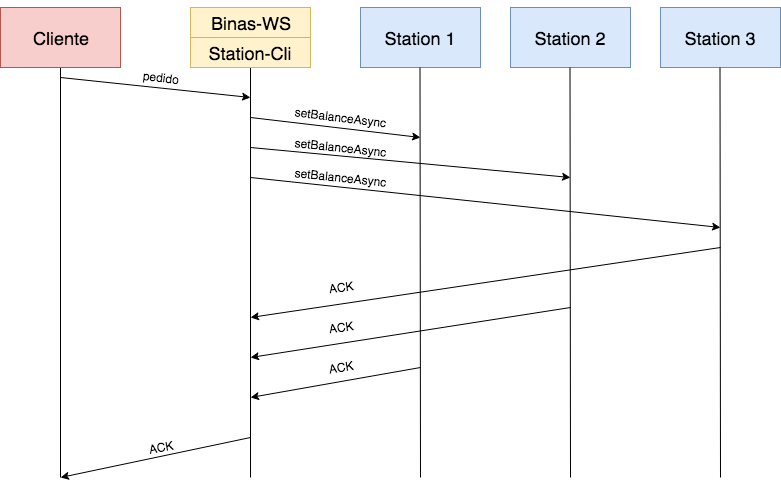 Cliente
Binas-WS
Station-Cli
Station 1
Station 2
Station 3
pedido
setBalanceAsync
setBalanceAsync
setBalanceAsync
ACK
ACK
ACK
ACK